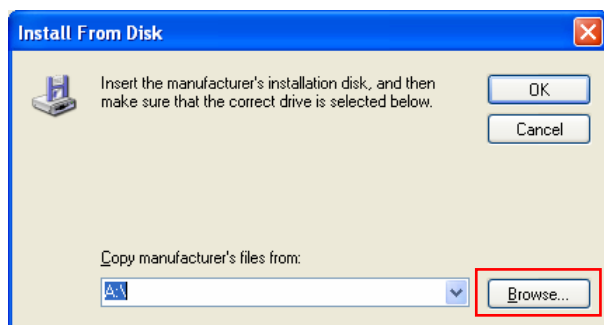 Install From Disk
Insert the manufacturer's installation disk, and then
make sure that the correct drive is selected below.
OK
Cancel
Copy manufacturer's files from:
A:\
Browse...